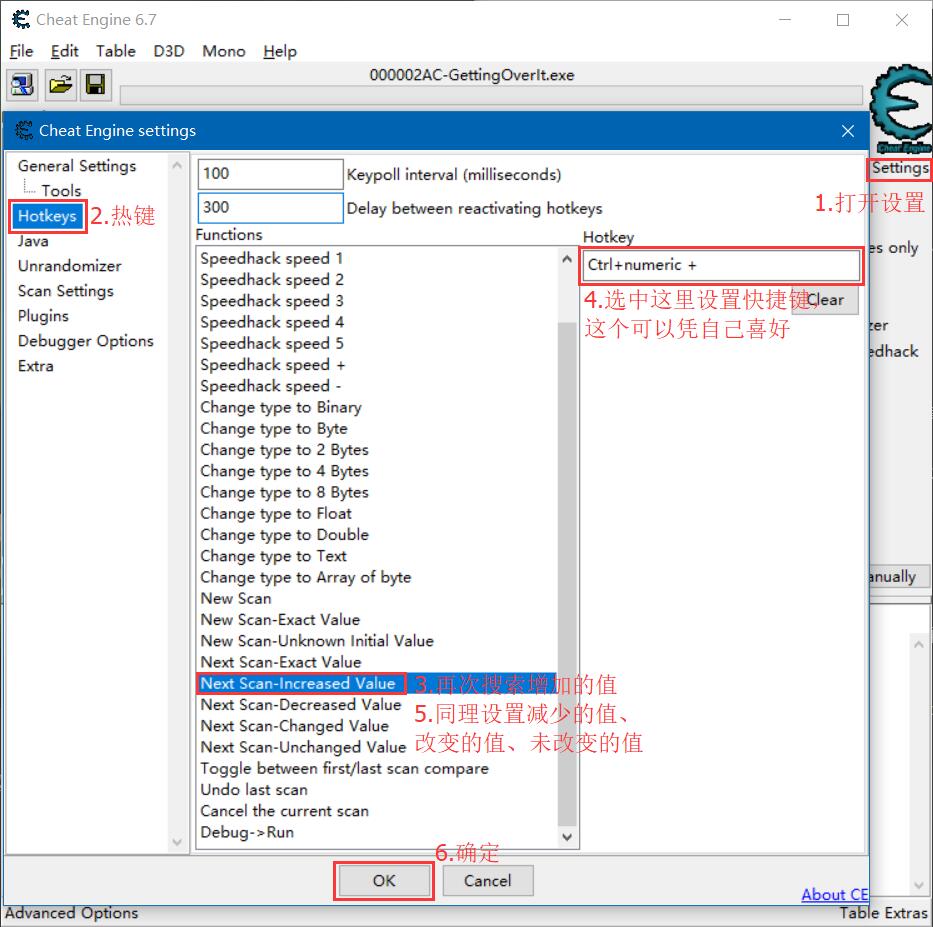 Cheat Engine 6.7
File Edit Table D3D Mono Help
000002AC-GettingOverIt.exe
Cheat Engine
Settings
1.打开设置
Cheat Engine settings
General Settings
Tools
Hotkeys
2.热键
Java
Unrandomizer
Scan Settings
Plugins
Debugger Options
Extra
100 Keypoll interval (milliseconds)
300 Delay between reactivating hotkeys
Functions
Speedhack speed 1
Speedhack speed 2
Speedhack speed 3
Speedhack speed 4
Speedhack speed 5
Speedhack speed +
Speedhack speed -
Change type to Binary
Change type to Byte
Change type to 2 Bytes
Change type to 4 Bytes
Change type to 8 Bytes
Change type to Float
Change type to Double
Change type to Text
Change type to Array of byte
New Scan
New Scan-Exact Value
New Scan-Unknown Initial Value
Next Scan-Exact Value
Next Scan-Increased Value
3.再次搜索增加的值
Next Scan-Decreased Value
Next Scan-Changed Value
Next Scan-Unchanged Value
5.同理设置减少的值、
改变的值、未改变的值
Toggle between first/last scan compare
Undo last scan
Cancel the current scan
Debug->Run
Hotkey
Ctrl+numeric +
4.选中这里设置快捷键,
这个可以凭自己喜好
Clear
es only
zer
edhack
anually
6.确定
OK
Cancel
About CE
Advanced Options
Table Extras